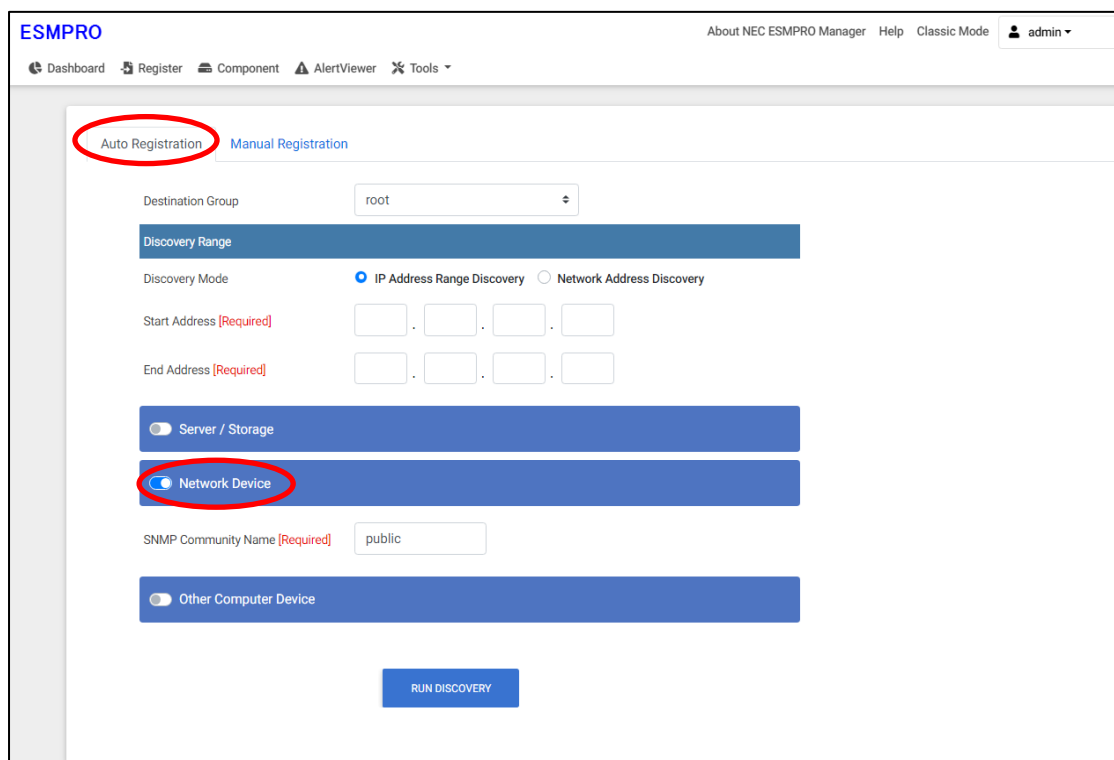 ESMPRO
About NEC ESMPRO Manager Help Classic Mode admin
Dashboard Register Component AlertViewer Tools
Auto Registration Manual Registration
Destination Group root
Discovery Range
Discovery Mode IP Address Range Discovery Network Address Discovery
Start Address [Required] . . .
End Address [Required] . . .
Server / Storage
Network Device
SNMP Community Name [Required] public
Other Computer Device
RUN DISCOVERY